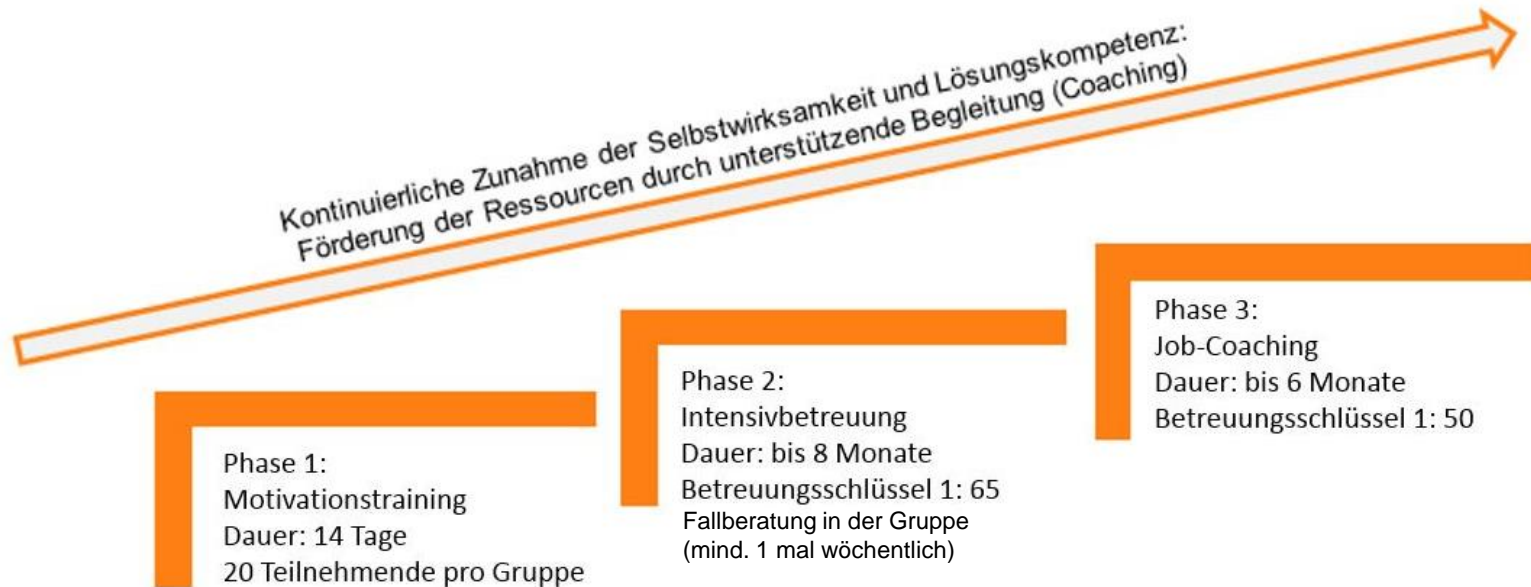 Kontinuierliche Zunahme der Selbstwirksamkeit und Lösungskompetenz:
Förderung der Ressourcen durch unterstützende Begleitung (Coaching)
Phase 1:
Motivationstraining
Dauer: 14 Tage
20 Teilnehmende pro Gruppe
Phase 2:
Intensivbetreuung
Dauer: bis 8 Monate
Betreuungsschlüssel 1: 65
Fallberatung in der Gruppe
(mind. 1 mal wöchentlich)
Phase 3:
Job-Coaching
Dauer: bis 6 Monate
Betreuungsschlüssel 1: 50